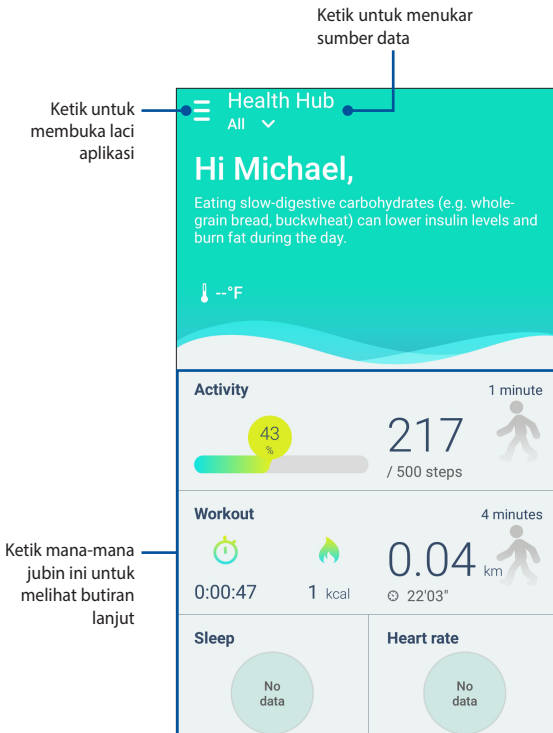 Ketik untuk menukar
sumber data
Ketik untuk
membuka laci
aplikasi
Health Hub
All
Hi Michael,
Eating slow-digestive carbohydrates (e.g. whole-
grain bread, buckwheat) can lower insulin levels and
burn fat during the day.
--°F
Activity
1 minute
43
%
217
/ 500 steps
Ketik mana-mana
jubin ini untuk
melihat butiran
lanjut
Workout
4 minutes
0:00:47
1 kcal
0.04 km
22'03"
Sleep
No
data
Heart rate
No
data